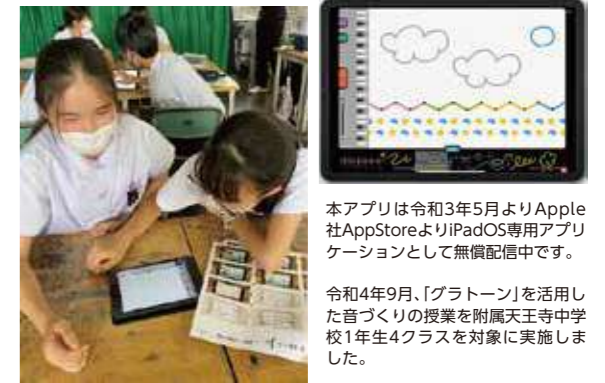 本アプリは令和3年5月よりApple
社AppStoreよりiPadOS専用アプリ
ケーションとして無償配信中です。
令和4年9月、「グラトーン」を活用し
た音づくりの授業を附属天王寺中学
校1年生4クラスを対象に実施しま
した。